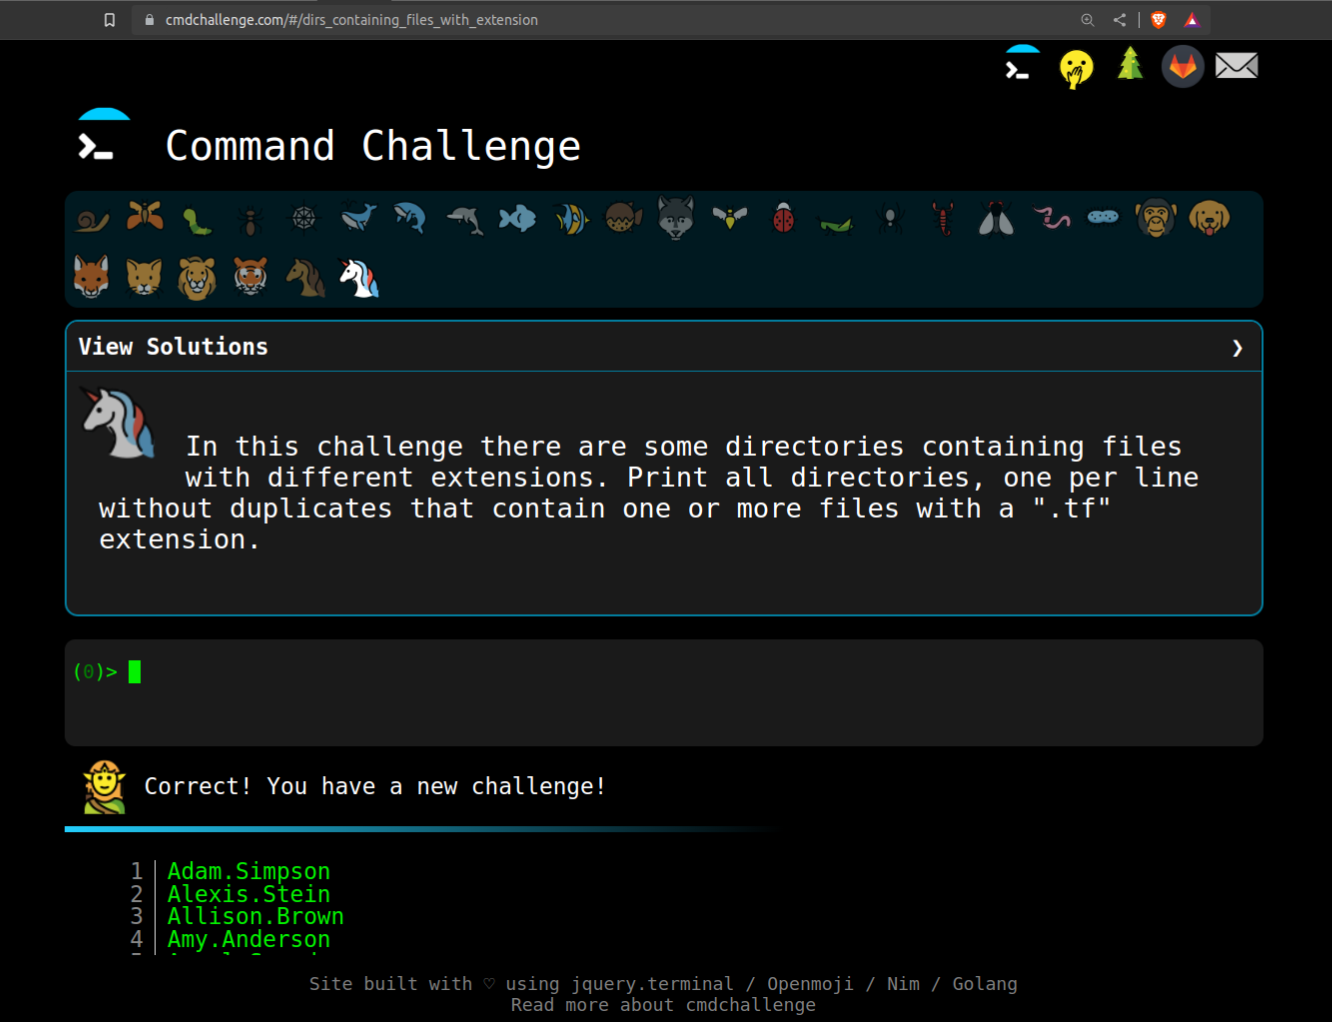 cmdchallenge.com/#/dirs_containing_files_with_extension
Command Challenge
View Solutions
In this challenge there are some directories containing files
with different extensions. Print all directories, one per line
without duplicates that contain one or more files with a ".tf"
extension.
(0)>
Correct! You have a new challenge!
1 Adam.Simpson
2 Alexis.Stein
3 Allison.Brown
4 Amy.Anderson
Site built with ♡ using jquery.terminal / Openmoji / Nim / Golang
Read more about cmdchallenge